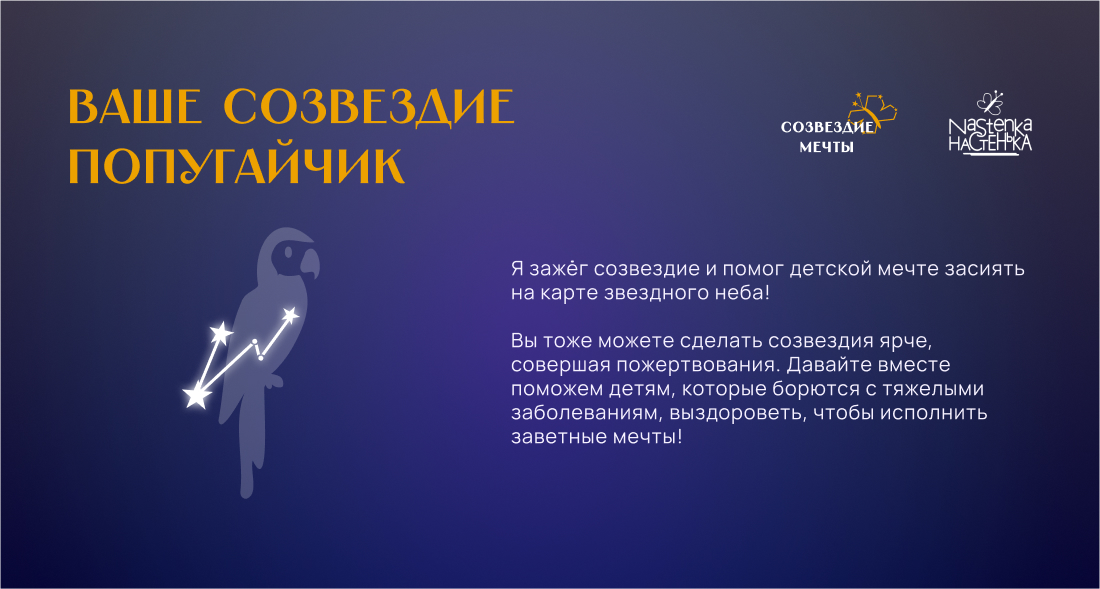 ВАШЕ СОЗВЕЗДИЕ
ПОПУГАЙЧИК
СОЗВЕЗДИЕ
МЕЧТЫ
Nastenka
НАСТЕНЬКА
Я зажёг созвездие и помог детской мечте засиять
на карте звездного неба!
Вы тоже можете сделать созвездия ярче,
совершая пожертвования. Давайте вместе
поможем детям, которые борются с тяжелыми
заболеваниям, выздороветь, чтобы исполнить
заветные мечты!